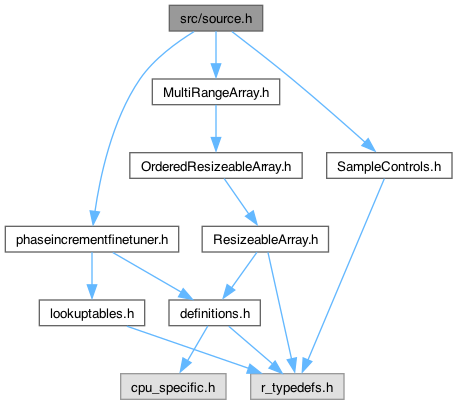 src/source.h
MultiRangeArray.h
OrderedResizeableArray.h
SampleControls.h
phaseincrementfinetuner.h
ResizeableArray.h
lookuptables.h
definitions.h
cpu_specific.h
r_typedefs.h